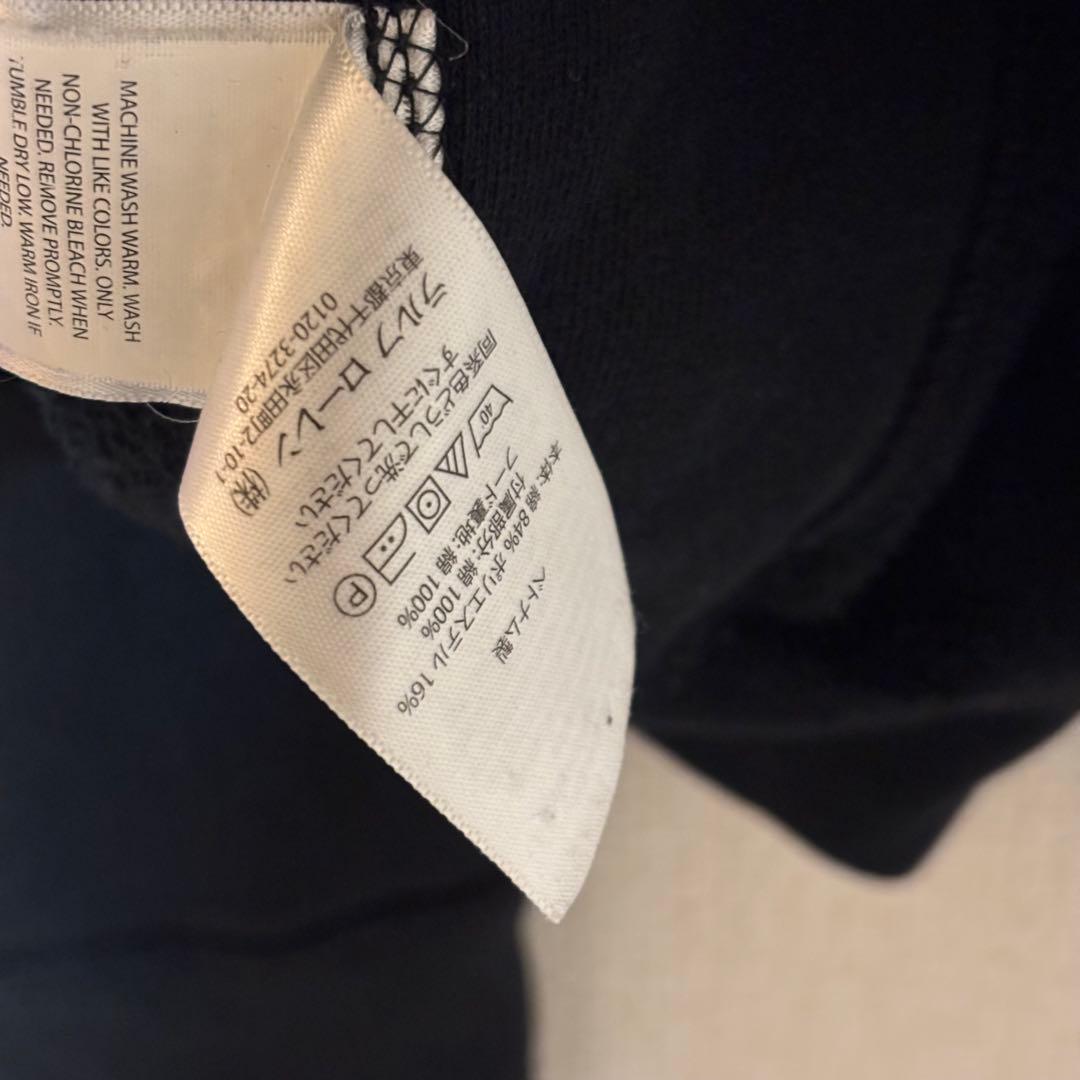 MACHINE WASH WARM. WASH
WITH LIKE COLORS. ONLY
NON-CHLORINE BLEACH WHEN
NEEDED. REMOVE PROMPTLY.
TUMBLE DRY LOW. WARM IRON IF
NEEDED.
ベトナム製
本体: 綿 84% ポリエステル 16%
付属部分: 綿 100%
フード裏地: 綿 100%
40 P
同系色どうしで洗ってください
すぐに干してください
ラルフ ローレン (株)
東京都千代田区永田町2-10-1
0120-3274-20